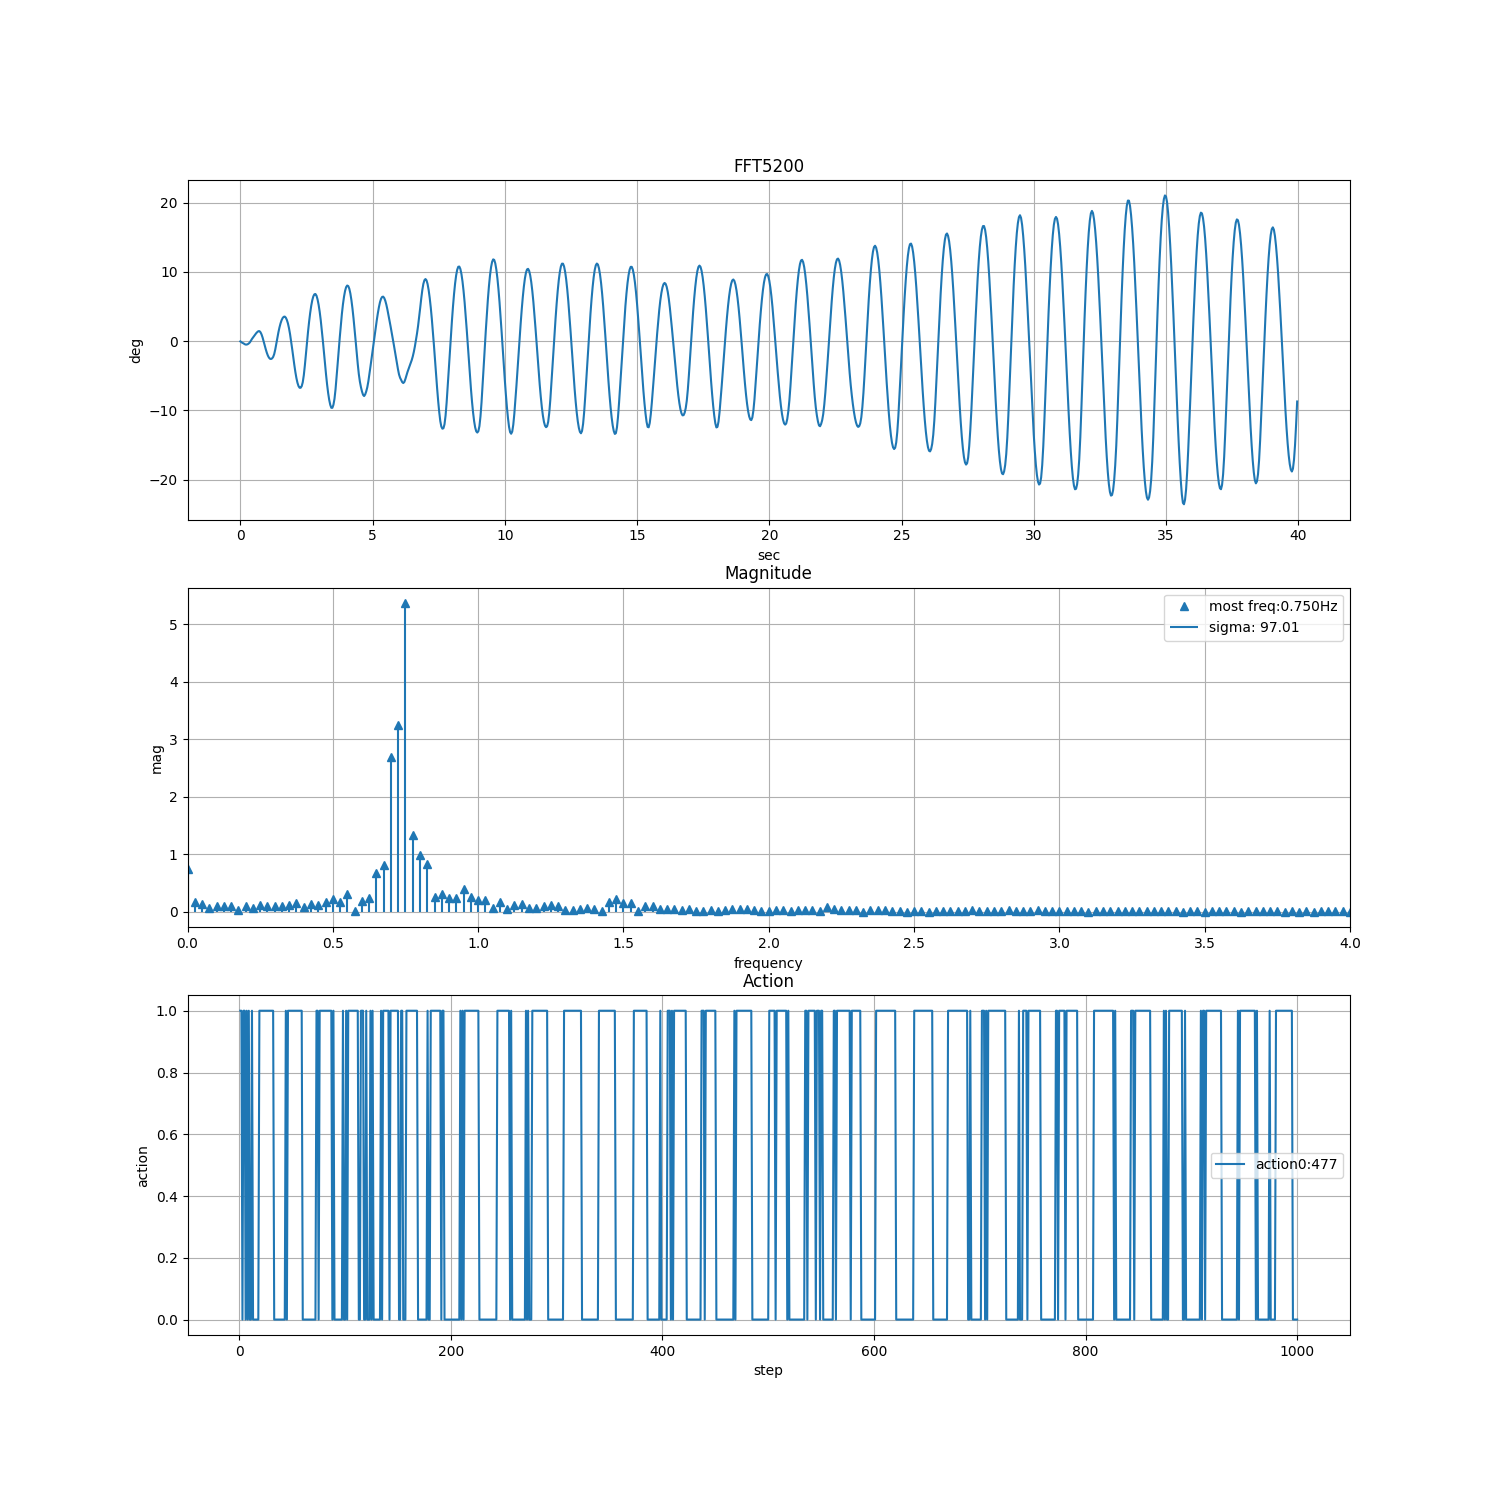 FFT5200
20
10
0
−10
−20
deg
0 5 10 15 20 25 30 35 40
sec
Magnitude
most freq:0.750Hz
sigma: 97.01
5
4
3
2
1
0
mag
0.0 0.5 1.0 1.5 2.0 2.5 3.0 3.5 4.0
frequency
Action
1.0
0.8
0.6
0.4
0.2
0.0
action
action0:477
0 200 400 600 800 1000
step